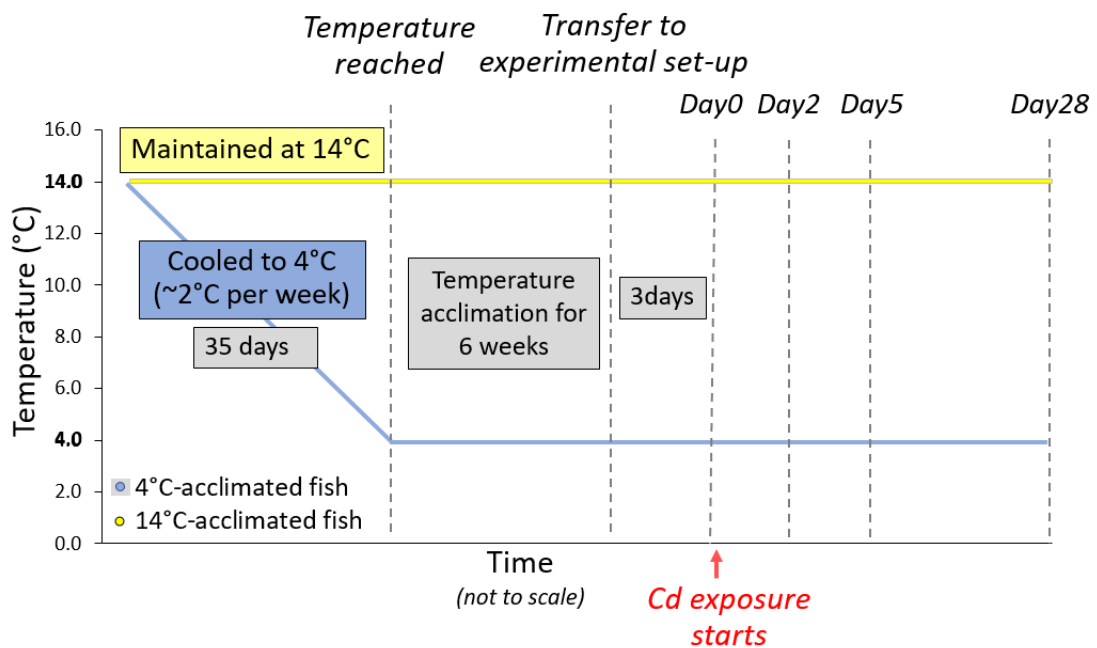 Temperature
reached
Transfer to
experimental set-up
Day0
Day2
Day5
Day28
16.0
14.0
12.0
10.0
8.0
6.0
4.0
2.0
0.0
Temperature (°C)
Maintained at 14°C
Cooled to 4°C
(~2°C per week)
35 days
Temperature
acclimation for
6 weeks
3days
4°C-acclimated fish
14°C-acclimated fish
Time
(not to scale)
Cd exposure
starts